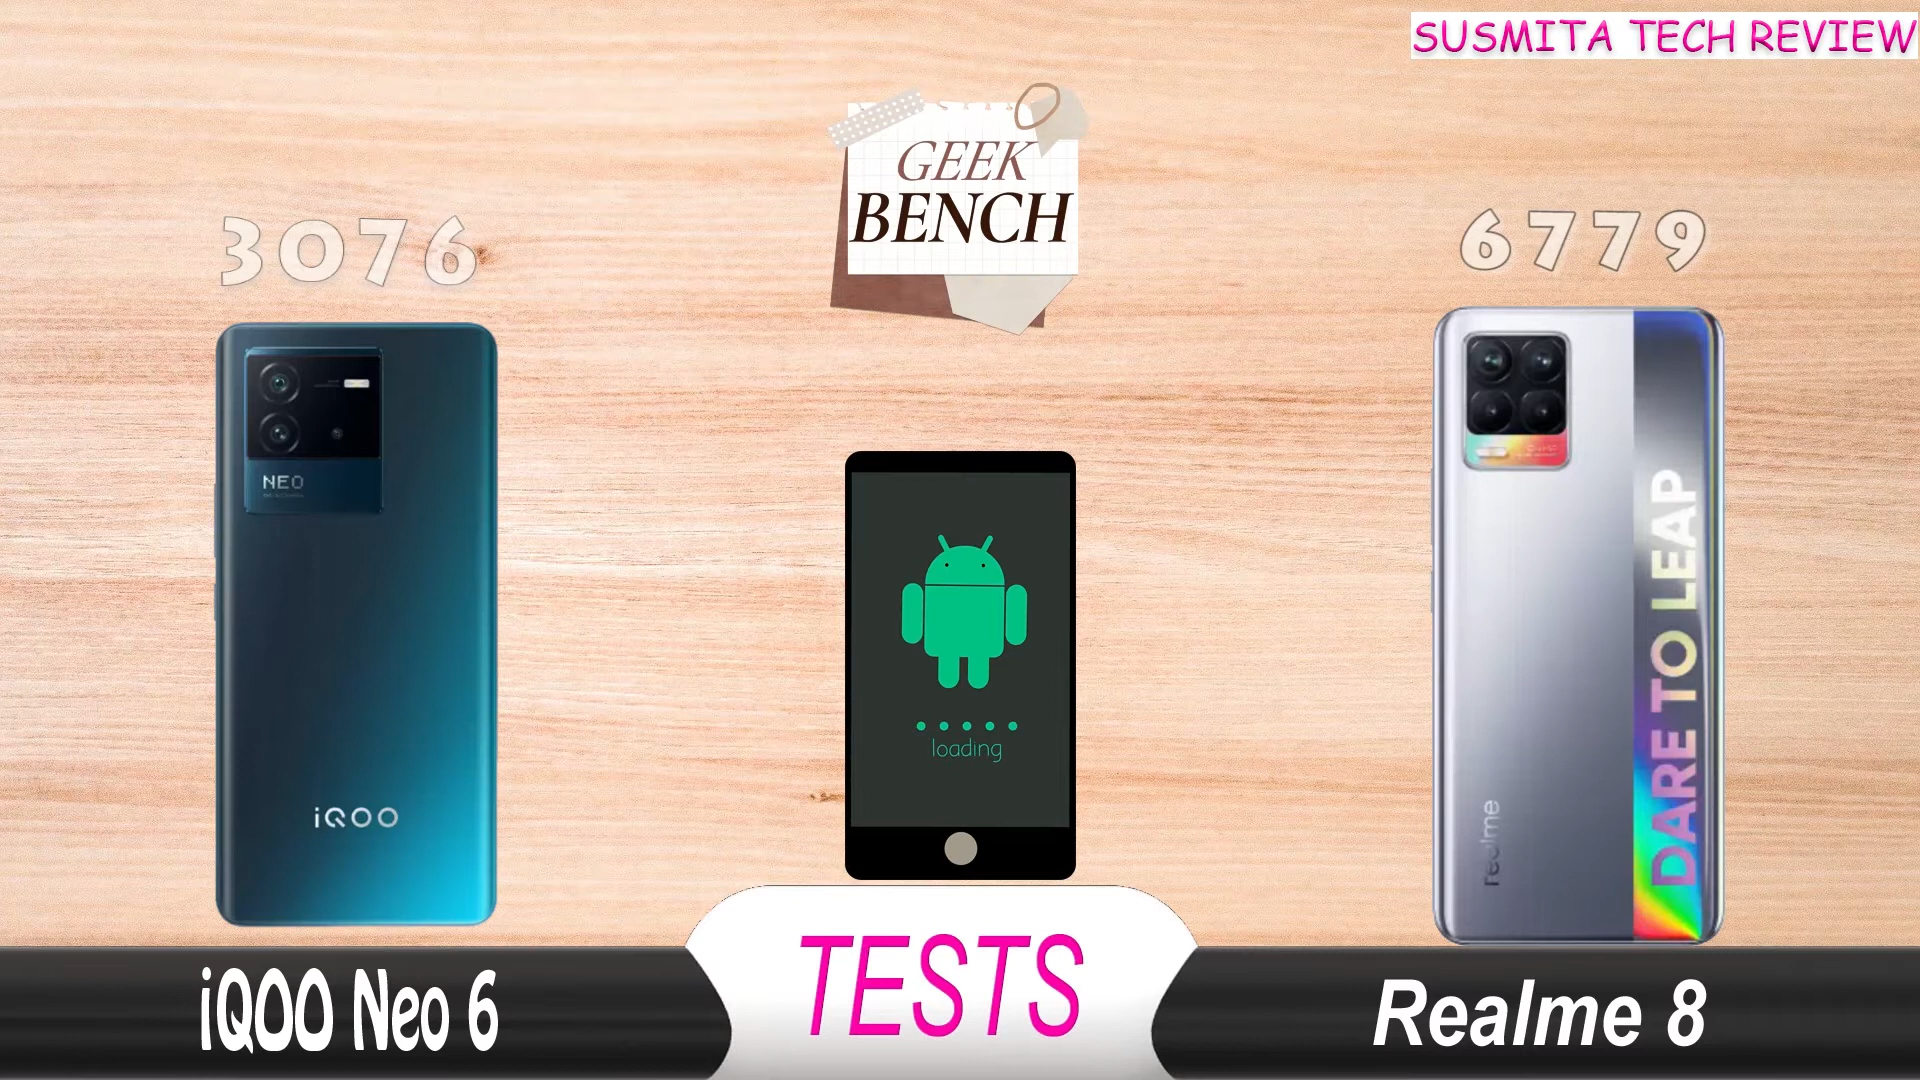 SUSMITA TECH REVIEW
GEEK
BENCH
3076
6779
NEO
iQOO
loading
realme
DARE TO LEAP
iQOO Neo 6
TESTS
Realme 8